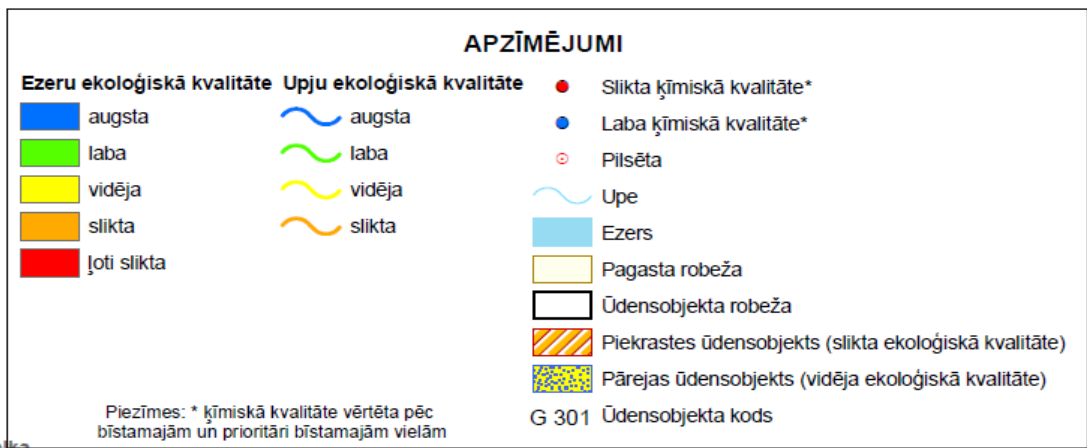 APZĪMĒJUMI
Ezeru ekoloģiskā kvalitāte
augsta
laba
vidēja
slikta
ļoti slikta
Upju ekoloģiskā kvalitāte
augsta
laba
vidēja
slikta
Slikta ķīmiskā kvalitāte*
Laba ķīmiskā kvalitāte*
Pilsēta
Upe
Ezers
Pagasta robeža
Ūdensobjekta robeža
Piekrastes ūdensobjekts (slikta ekoloģiskā kvalitāte)
Pārejas ūdensobjekts (vidēja ekoloģiskā kvalitāte)
G 301 Ūdensobjekta kods
Piezīmes: * ķīmiskā kvalitāte vērtēta pēc
bīstamajām un prioritāri bīstamajām vielām